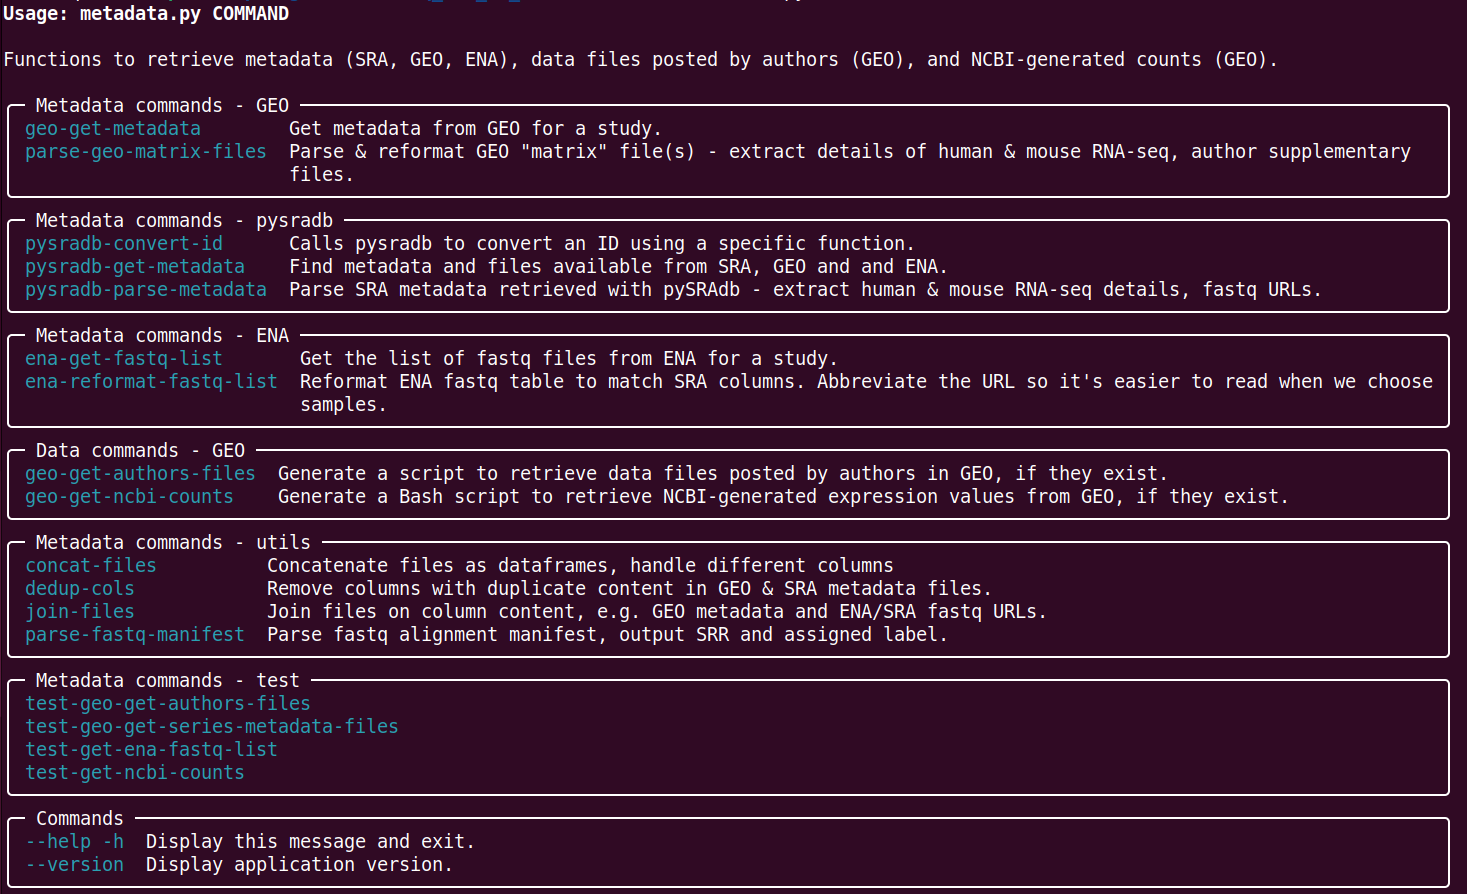 Usage: metadata.py COMMAND
Functions to retrieve metadata (SRA, GEO, ENA), data files posted by authors (GEO), and NCBI-generated counts (GEO).
Metadata commands - GEO
geo-get-metadata Get metadata from GEO for a study.
parse-geo-matrix-files Parse & reformat GEO "matrix" file(s) - extract details of human & mouse RNA-seq, author supplementary
files.
Metadata commands - pysradb
pysradb-convert-id Calls pysradb to convert an ID using a specific function.
pysradb-get-metadata Find metadata and files available from SRA, GEO and and ENA.
pysradb-parse-metadata Parse SRA metadata retrieved with pySRAdb - extract human & mouse RNA-seq details, fastq URLs.
Metadata commands - ENA
ena-get-fastq-list Get the list of fastq files from ENA for a study.
ena-reformat-fastq-list Reformat ENA fastq table to match SRA columns. Abbreviate the URL so it's easier to read when we choose
samples.
Data commands - GEO
geo-get-authors-files Generate a script to retrieve data files posted by authors in GEO, if they exist.
geo-get-ncbi-counts Generate a Bash script to retrieve NCBI-generated expression values from GEO, if they exist.
Metadata commands - utils
concat-files Concatenate files as dataframes, handle different columns
dedup-cols Remove columns with duplicate content in GEO & SRA metadata files.
join-files Join files on column content, e.g. GEO metadata and ENA/SRA fastq URLs.
parse-fastq-manifest Parse fastq alignment manifest, output SRR and assigned label.
Metadata commands - test
test-geo-get-authors-files
test-geo-get-series-metadata-files
test-get-ena-fastq-list
test-get-ncbi-counts
Commands
--help -h Display this message and exit.
--version Display application version.